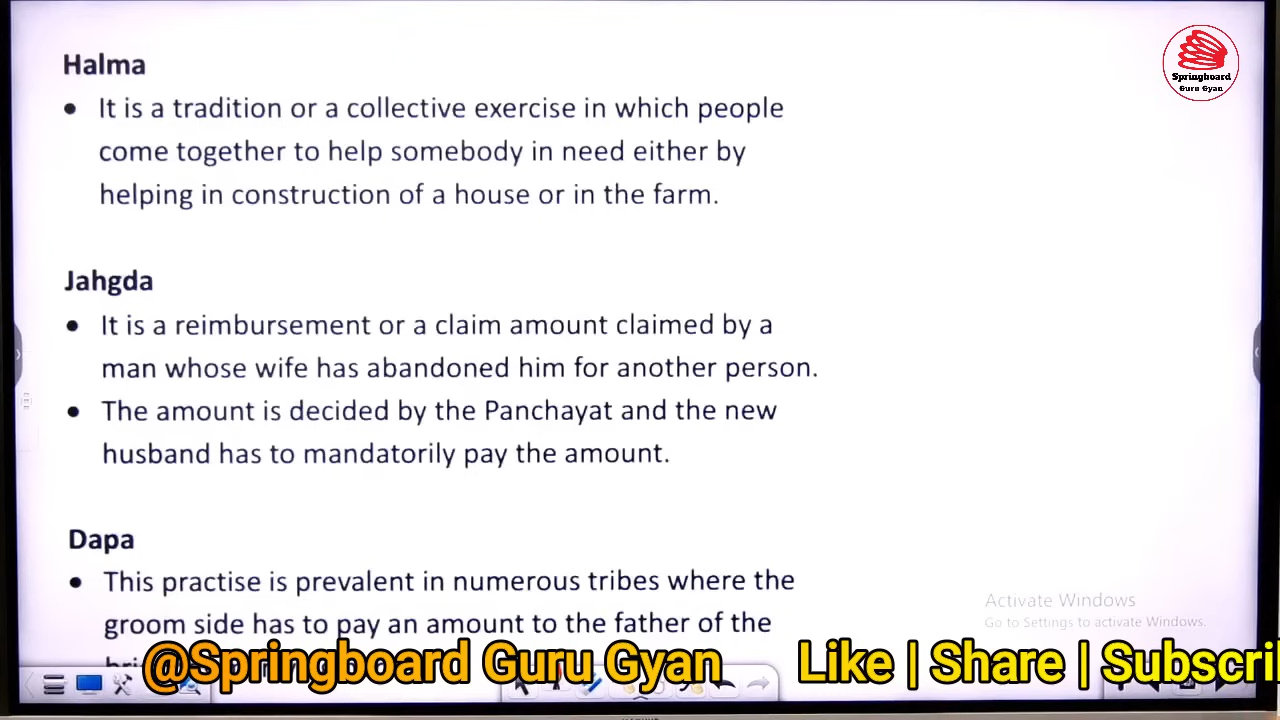 Halma
• It is a tradition or a collective exercise in which people
come together to help somebody in need either by
helping in construction of a house or in the farm.
Jahgda
• It is a reimbursement or a claim amount claimed by a
man whose wife has abandoned him for another person.
• The amount is decided by the Panchayat and the new
husband has to mandatorily pay the amount.
Dapa
• This practise is prevalent in numerous tribes where the
groom side has to pay an amount to the father of the
Springboard
Guru Gyan
Activate Windows
Go to Settings to activate Windows.
@Springboard Guru Gyan Like | Share | Subscri